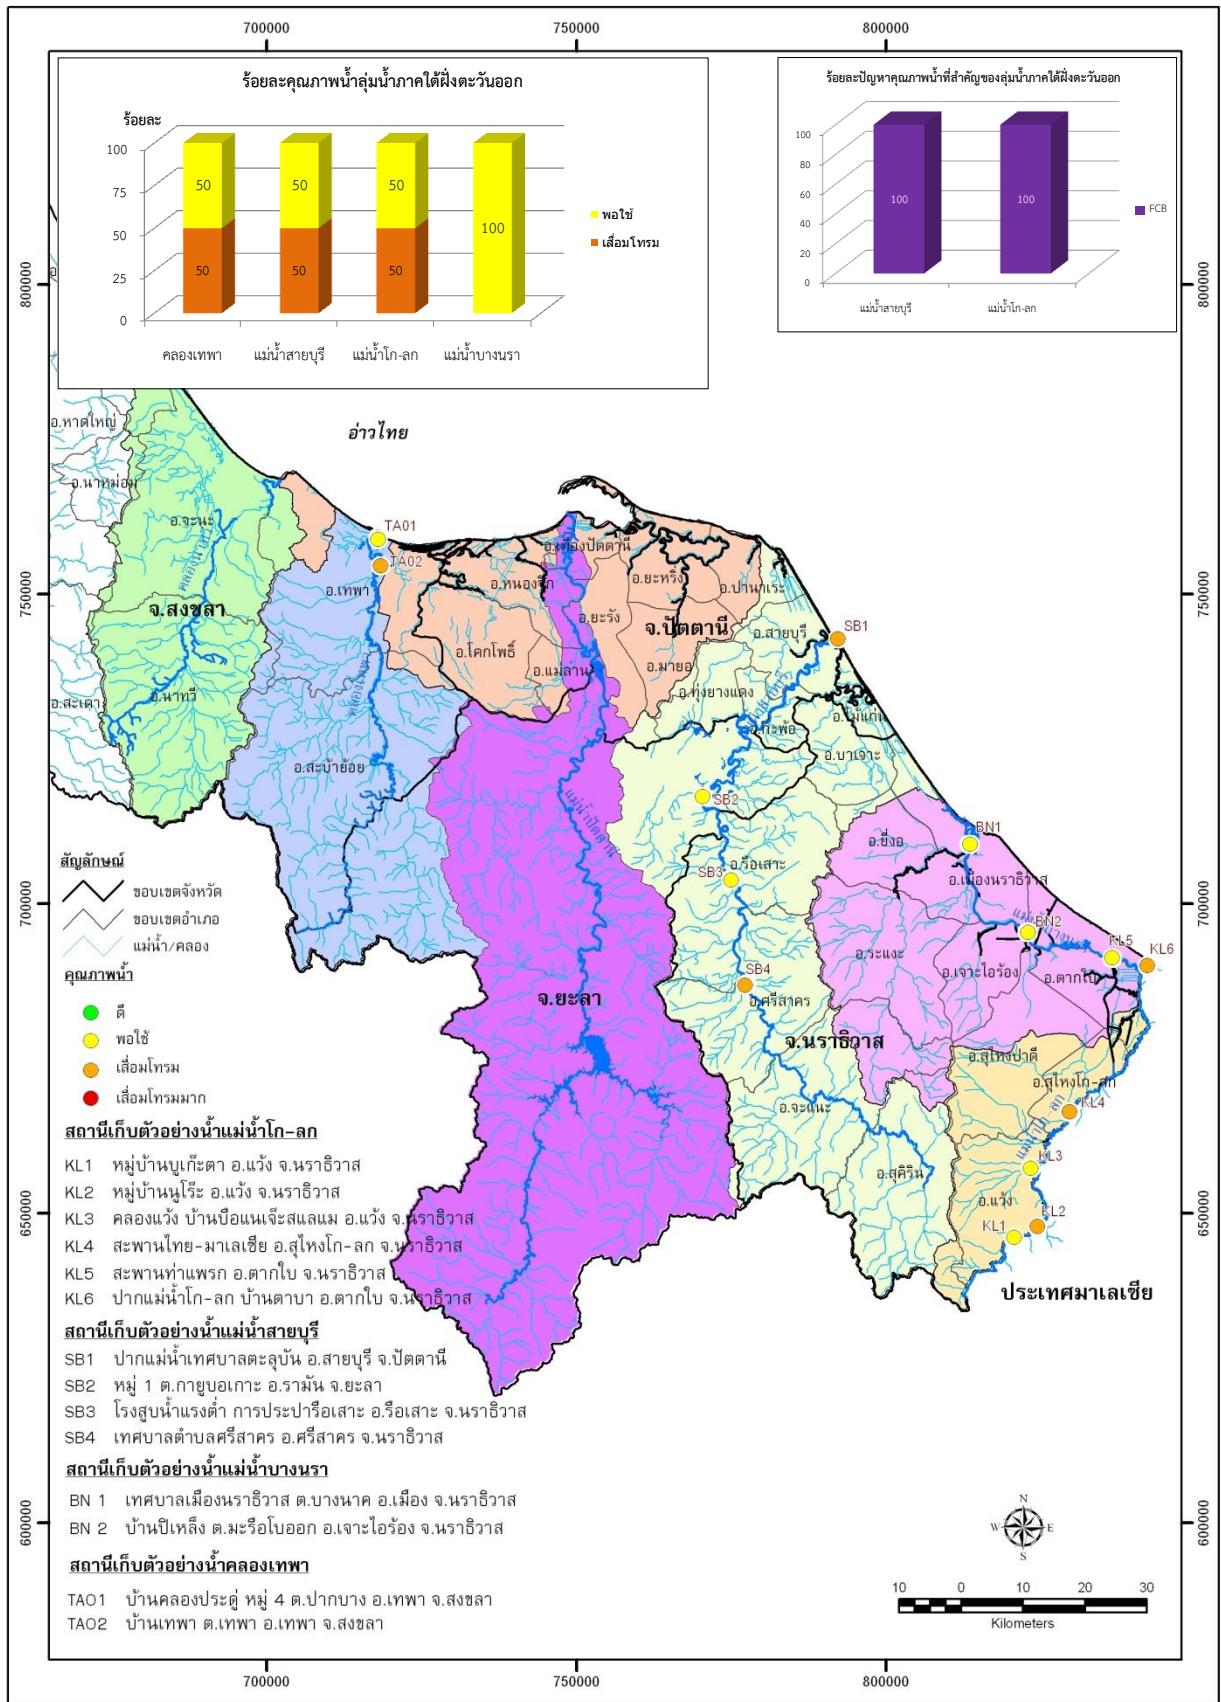 700000
750000
800000
ร้อยละคุณภาพน้ำลุ่มน้ำภาคใต้ฝั่งตะวันออก
ร้อยละ
100
75
50
25
0
50
50
50
100
50
50
50
คลองเทพา
แม่น้ำสายบุรี
แม่น้ำโก-ลก
แม่น้ำบางนรา
พอใช้
เสื่อมโทรม
ร้อยละปัญหาคุณภาพน้ำที่สำคัญของลุ่มน้ำภาคใต้ฝั่งตะวันออก
100
80
60
40
20
0
100
100
แม่น้ำสายบุรี
แม่น้ำโก-ลก
FCB
800000
800000
อ.หาดใหญ่
อ่าวไทย
อ.นาหม่อม
อ.จะนะ
TA01
TA02
อ.เมืองปัตตานี
อ.หนองจิก
อ.ยะหริ่ง
อ.ปานาเระ
750000
750000
อ.เทพา
จ.สงขลา
อ.ยะรัง
จ.ปัตตานี
อ.สายบุรี
SB1
อ.โคกโพธิ์
อ.แม่ลาน
อ.มายอ
อ.ทุ่งยางแดง
อ.นาทวี
อ.สะเดา
คลองเทพา
อ.กะพ้อ
อ.ไม้แก่น
อ.บาเจาะ
อ.สะบ้าย้อย
แม่น้ำปัตตานี
SB2
BN1
อ.ยี่งอ
อ.รือเสาะ
SB3
อ.เมืองนราธิวาส
สัญลักษณ์
ขอบเขตจังหวัด
ขอบเขตอำเภอ
แม่น้ำ/คลอง
700000
700000
BN2
KL5
KL6
อ.ระแงะ
อ.เจาะไอร้อง
อ.ตากใบ
SB4
อ.ศรีสาคร
จ.ยะลา
จ.นราธิวาส
อ.สุไหงปาดี
อ.สุไหงโก-ลก
KL4
อ.จะแนะ
แม่น้ำโก-ลก
KL3
อ.สุคิริน
อ.แว้ง
KL2
KL1
ประเทศมาเลเซีย
คุณภาพน้ำ
ดี
พอใช้
เสื่อมโทรม
เสื่อมโทรมมาก
650000
650000
สถานีเก็บตัวอย่างน้ำแม่น้ำโก-ลก
KL1 หมู่บ้านบูเก๊ะตา อ.แว้ง จ.นราธิวาส
KL2 หมู่บ้านนูโร๊ะ อ.แว้ง จ.นราธิวาส
KL3 คลองแว้ง บ้านบือแนเจ๊ะสแลแม อ.แว้ง จ.นราธิวาส
KL4 สะพานไทย-มาเลเซีย อ.สุไหงโก-ลก จ.นราธิวาส
KL5 สะพานท่าแพรก อ.ตากใบ จ.นราธิวาส
KL6 ปากแม่น้ำโก-ลก บ้านตาบา อ.ตากใบ จ.นราธิวาส
สถานีเก็บตัวอย่างน้ำแม่น้ำสายบุรี
SB1 ปากแม่น้ำเทศบาลตะลุบัน อ.สายบุรี จ.ปัตตานี
SB2 หมู่ 1 ต.กายูบอเกาะ อ.รามัน จ.ยะลา
SB3 โรงสูบน้ำแรงต่ำ การประปารือเสาะ อ.รือเสาะ จ.นราธิวาส
SB4 เทศบาลตำบลศรีสาคร อ.ศรีสาคร จ.นราธิวาส
สถานีเก็บตัวอย่างน้ำแม่น้ำบางนรา
BN 1 เทศบาลเมืองนราธิวาส ต.บางนาค อ.เมือง จ.นราธิวาส
BN 2 บ้านปิเหล็ง ต.มะรือโบออก อ.เจาะไอร้อง จ.นราธิวาส
สถานีเก็บตัวอย่างน้ำคลองเทพา
TA01 บ้านคลองประดู่ หมู่ 4 ต.ปากบาง อ.เทพา จ.สงขลา
TA02 บ้านเทพา ต.เทพา อ.เทพา จ.สงขลา
600000
600000
N
W
E
S
10 0 10 20 30
Kilometers
700000
750000
800000